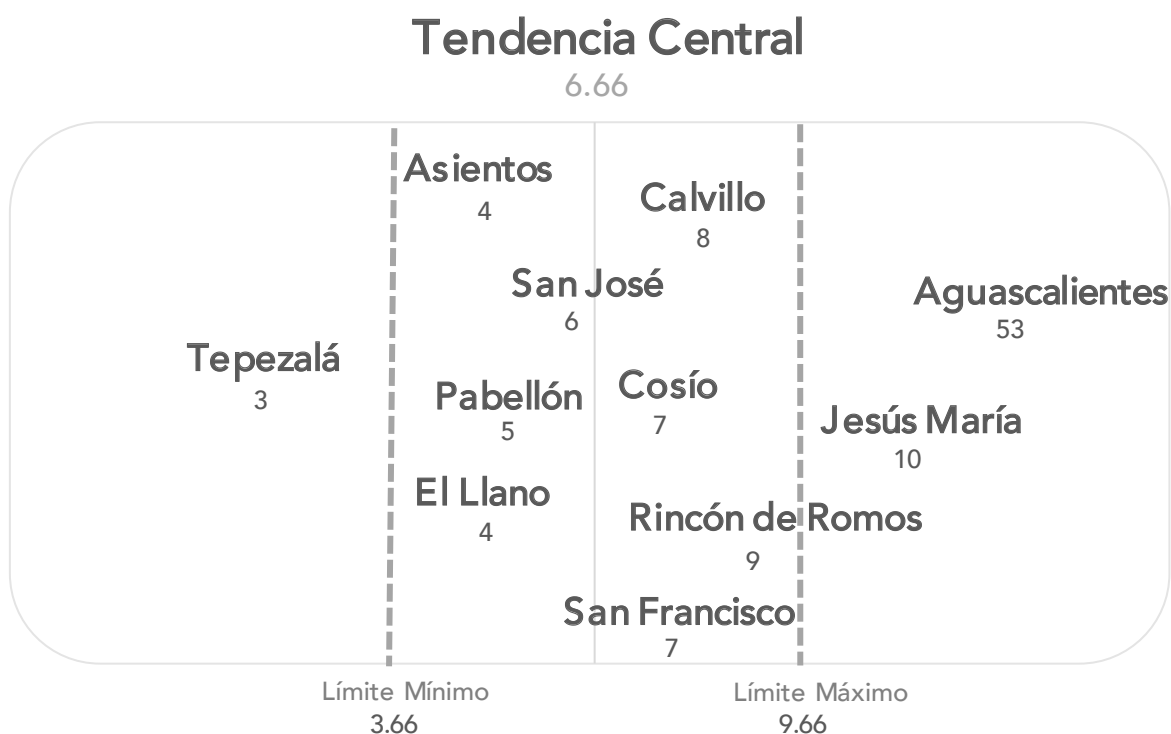 Tendencia Central
6.66
Asientos
4
Calvillo
8
San José
6
Aguascalientes
53
Tepezalá
3
Pabellón
5
Cosío
7
Jesús María
10
El Llano
4
Rincón de Romos
9
San Francisco
7
Límite Mínimo
3.66
Límite Máximo
9.66